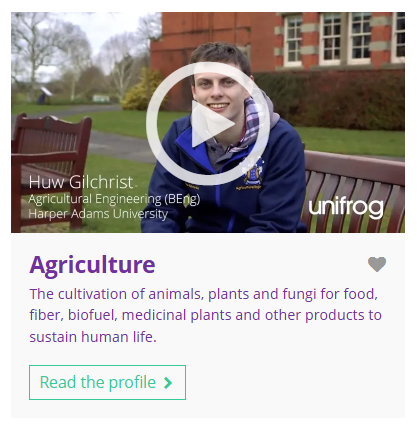 Huw Gilchrist
Agricultural Engineering (BEng)
Harper Adams University
unifrog
Agriculture
The cultivation of animals, plants and fungi for food,
fiber, biofuel, medicinal plants and other products to
sustain human life.
Read the profile